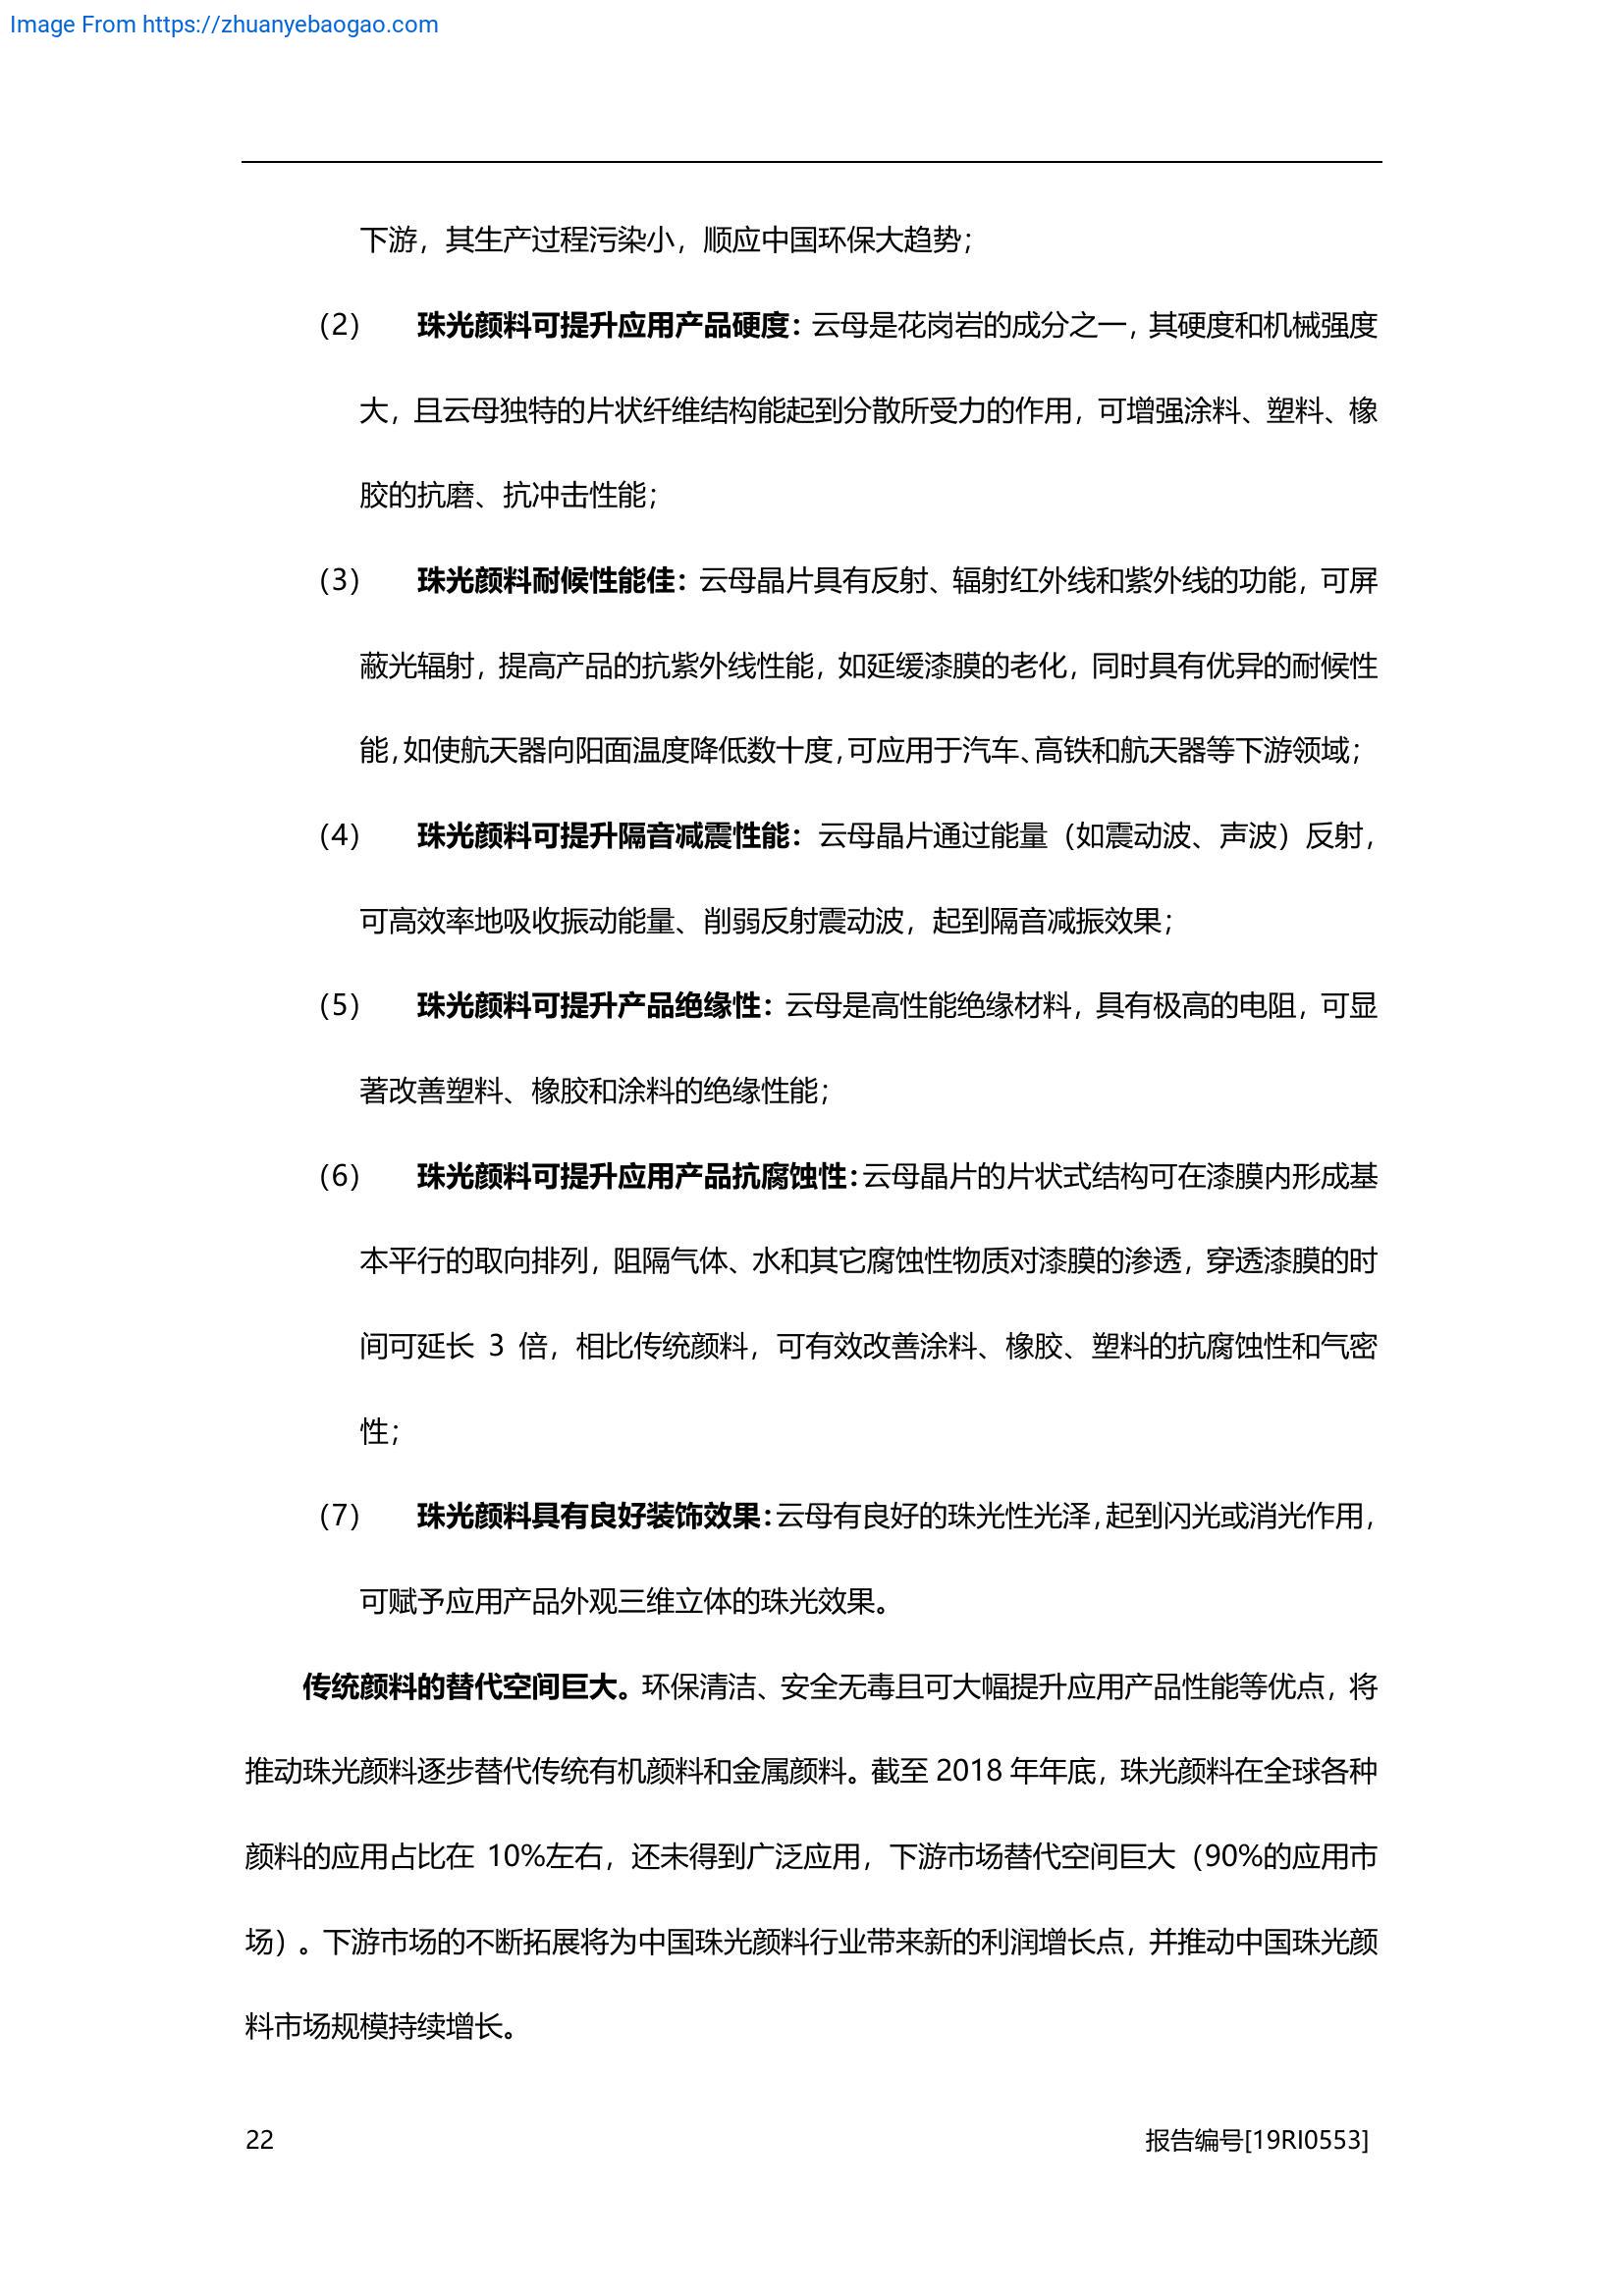 Image From https://zhuanyebaogao.com
下游，其生产过程污染小，顺应中国环保大趋势；
（2） 珠光颜料可提升应用产品硬度：云母是花岗岩的成分之一，其硬度和机械强度
大，且云母独特的片状纤维结构能起到分散所受力的作用，可增强涂料、塑料、橡
胶的抗磨、抗冲击性能；
（3） 珠光颜料耐候性能佳：云母晶片具有反射、辐射红外线和紫外线的功能，可屏
蔽光辐射，提高产品的抗紫外线性能，如延缓漆膜的老化，同时具有优异的耐候性
能，如使航天器向阳面温度降低数十度，可应用于汽车、高铁和航天器等下游领域；
（4） 珠光颜料可提升隔音减震性能：云母晶片通过能量（如震动波、声波）反射，
可高效率地吸收振动能量、削弱反射震动波，起到隔音减振效果；
（5） 珠光颜料可提升产品绝缘性：云母是高性能绝缘材料，具有极高的电阻，可显
著改善塑料、橡胶和涂料的绝缘性能；
（6） 珠光颜料可提升应用产品抗腐蚀性：云母晶片的片状式结构可在漆膜内形成基
本平行的取向排列，阻隔气体、水和其它腐蚀性物质对漆膜的渗透，穿透漆膜的时
间可延长 3 倍，相比传统颜料，可有效改善涂料、橡胶、塑料的抗腐蚀性和气密
性；
（7） 珠光颜料具有良好装饰效果：云母有良好的珠光性光泽，起到闪光或消光作用，
可赋予应用产品外观三维立体的珠光效果。
传统颜料的替代空间巨大。环保清洁、安全无毒且可大幅提升应用产品性能等优点，将
推动珠光颜料逐步替代传统有机颜料和金属颜料。截至 2018 年年底，珠光颜料在全球各种
颜料的应用占比在 10%左右，还未得到广泛应用，下游市场替代空间巨大（90%的应用市
场）。下游市场的不断拓展将为中国珠光颜料行业带来新的利润增长点，并推动中国珠光颜
料市场规模持续增长。
22 报告编号[19RI0553]